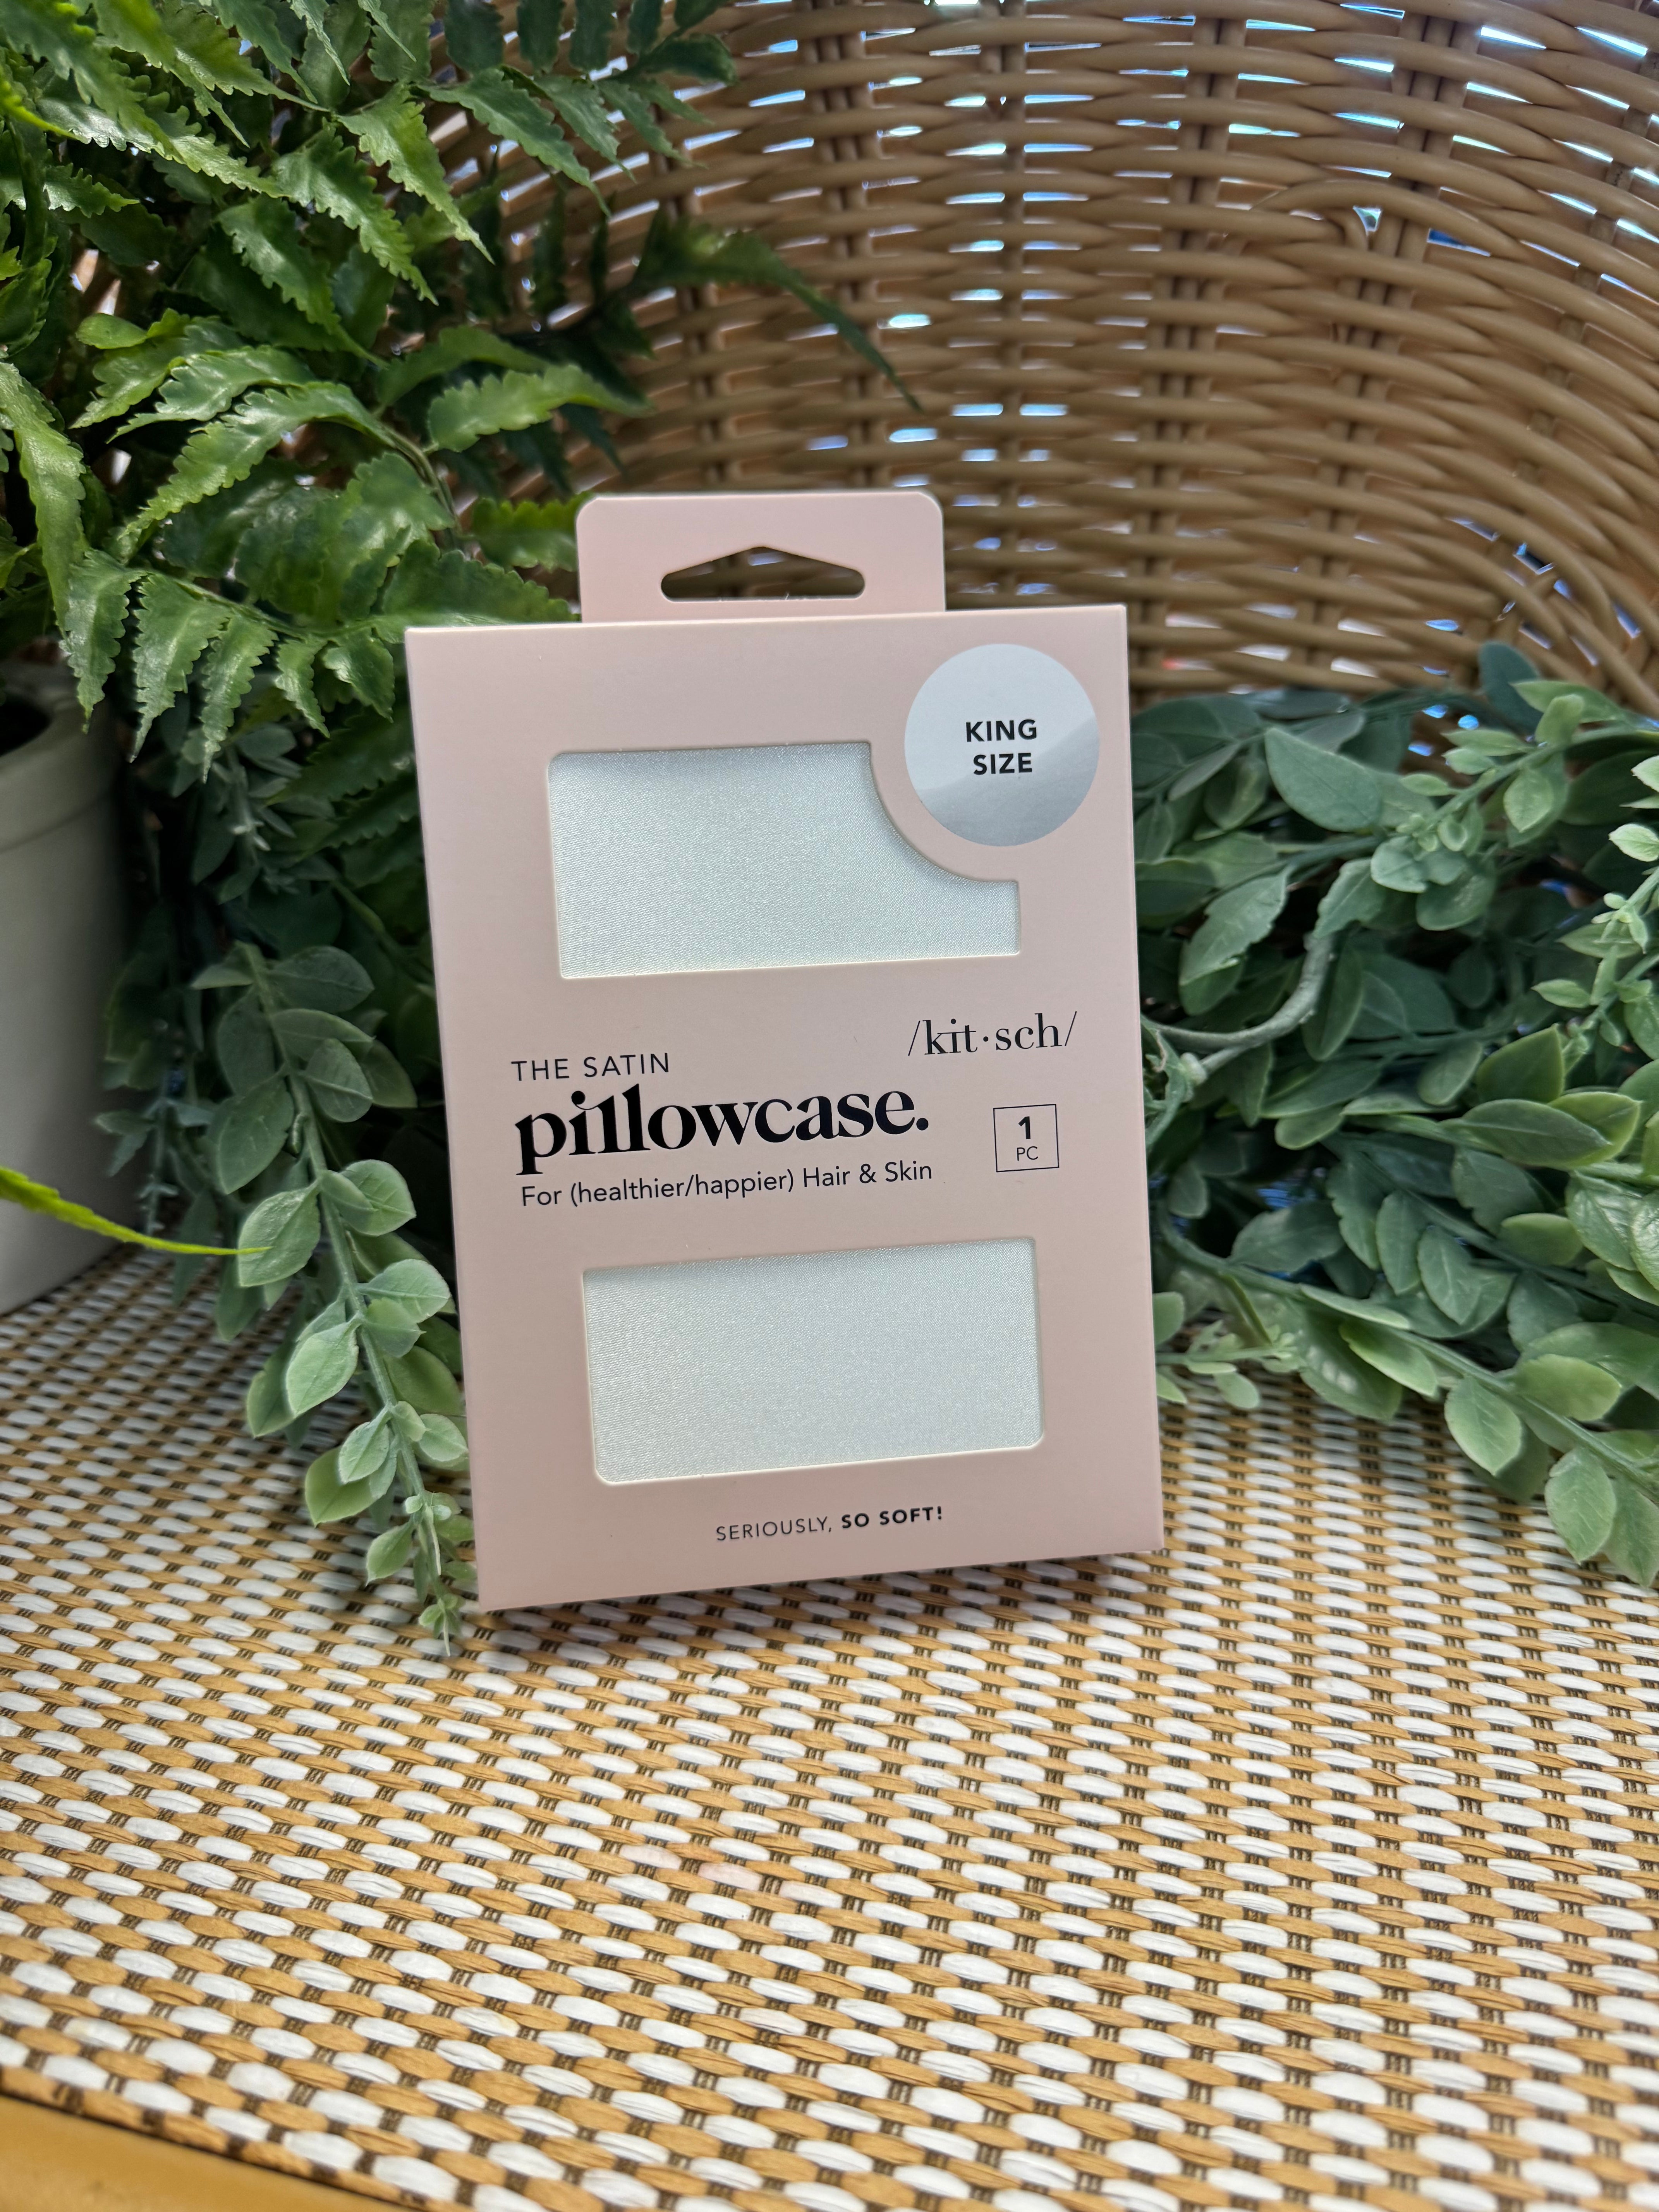 KING
SIZE
/kit·sch/
THE SATIN
pillowcase.
1
PC
For (healthier/happier) Hair & Skin
SERIOUSLY, SO SOFT!